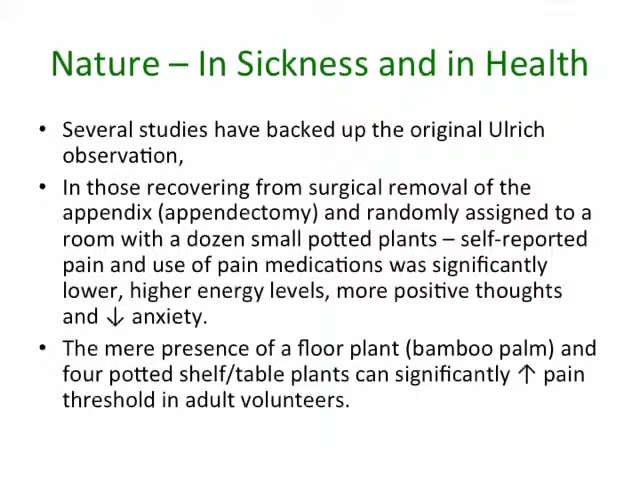 Nature – In Sickness and in Health
• Several studies have backed up the original Ulrich
observation,
• In those recovering from surgical removal of the
appendix (appendectomy) and randomly assigned to a
room with a dozen small potted plants – self-reported
pain and use of pain medications was significantly
lower, higher energy levels, more positive thoughts
and ↓ anxiety.
• The mere presence of a floor plant (bamboo palm) and
four potted shelf/table plants can significantly ↑ pain
threshold in adult volunteers.